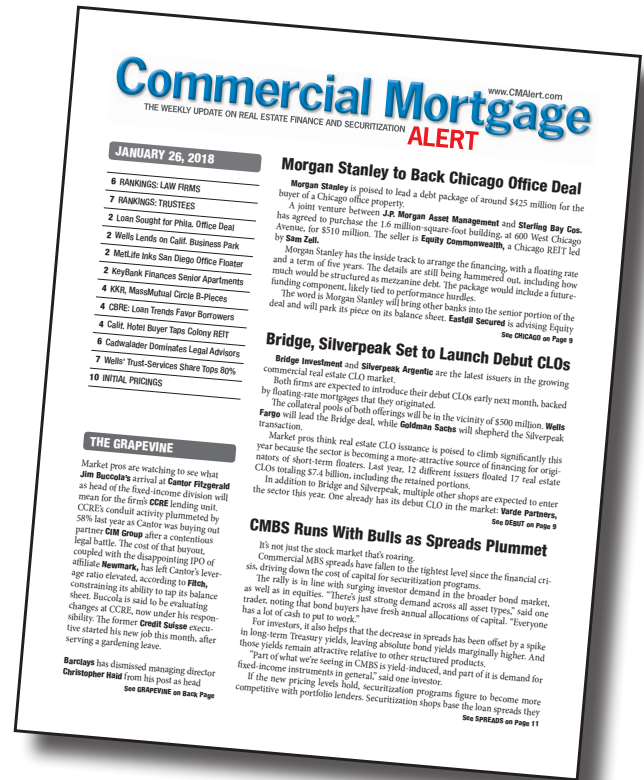 Commercial Mortgage
www.CMAlert.com
THE WEEKLY UPDATE ON REAL ESTATE FINANCE AND SECURITIZATION
ALERT
JANUARY 26, 2018
6 RANKINGS: LAW FIRMS
7 RANKINGS: TRUSTEES
2 Loan Sought for Phila. Office Deal
2 Wells Lends on Calif. Business Park
2 MetLife Inks San Diego Office Floater
2 KeyBank Finances Senior Apartments
4 KKR, MassMutual Circle B-Pieces
4 CBRE: Loan Trends Favor Borrowers
4 Calif. Hotel Buyer Taps Colony REIT
6 Cadwalader Dominates Legal Advisors
7 Wells' Trust-Services Share Tops 80%
10 INITIAL PRICINGS
THE GRAPEVINE
Market pros are watching to see what
Jim Buccola's arrival at Cantor Fitzgerald
as head of the fixed-income division will
mean for the firm's CCRE lending unit.
CCRE's conduit activity plummeted by
58% last year as Cantor was buying out
partner CIM Group after a contentious
legal battle. The cost of that buyout,
coupled with the disappointing IPO of
affiliate Newmark, has left Cantor's lever-
age ratio elevated, according to Fitch,
constraining its ability to tap its balance
sheet. Buccola is said to be evaluating
changes at CCRE, now under his respon-
sibility. The former Credit Suisse execu-
tive started his new job this month, after
serving a gardening leave.
Barclays has dismissed managing director
Christopher Haid from his post as head
See GRAPEVINE on Back Page
Morgan Stanley to Back Chicago Office Deal
Morgan Stanley is poised to lead a debt package of around $425 million for the
buyer of a Chicago office property.
A joint venture between J.P. Morgan Asset Management and Sterling Bay Cos.
has agreed to purchase the 1.6 million-square-foot building, at 600 West Chicago
Avenue, for $510 million. The seller is Equity Commonwealth, a Chicago REIT led
by Sam Zell.
Morgan Stanley has the inside track to arrange the financing, with a floating rate
and a term of five years. The details are still being hammered out, including how
much would be structured as mezzanine debt. The package would include a future-
funding component, likely tied to performance hurdles.
The word is Morgan Stanley will bring other banks into the senior portion of the
deal and will park its piece on its balance sheet. Eastdil Secured is advising Equity
See CHICAGO on Page 9
Bridge, Silverpeak Set to Launch Debut CLOs
Bridge Investment and Silverpeak Argentic are the latest issuers in the growing
commercial real estate CLO market.
Both firms are expected to introduce their debut CLOs early next month, backed
by floating-rate mortgages that they originated.
The collateral pools of both offerings will be in the vicinity of $500 million. Wells
Fargo will lead the Bridge deal, while Goldman Sachs will shepherd the Silverpeak
transaction.
Market pros think real estate CLO issuance is poised to climb significantly this
year because the sector is becoming a more-attractive source of financing for origi-
nators of short-term floaters. Last year, 12 different issuers floated 17 real estate
CLOs totaling $7.4 billion, including the retained portions.
In addition to Bridge and Silverpeak, multiple other shops are expected to enter
the sector this year. One already has its debut CLO in the market: Varde Partners,
See DEBUT on Page 9
CMBS Runs With Bulls as Spreads Plummet
It's not just the stock market that's roaring.
Commercial MBS spreads have fallen to the tightest level since the financial cri-
sis, driving down the cost of capital for securitization programs.
The rally is in line with surging investor demand in the broader bond market,
as well as in equities. "There's just strong demand across all asset types," said one
trader, noting that bond buyers have fresh annual allocations of capital. "Everyone
has a lot of cash to put to work."
For investors, it also helps that the decrease in spreads has been offset by a spike
in long-term Treasury yields, leaving absolute bond yields marginally higher. And
those yields remain attractive relative to other structured products.
"Part of what we're seeing in CMBS is yield-induced, and part of it is demand for
fixed-income instruments in general," said one investor.
If the new pricing levels hold, securitization programs figure to become more
competitive with portfolio lenders. Securitization shops base the loan spreads they
See SPREADS on Page 11